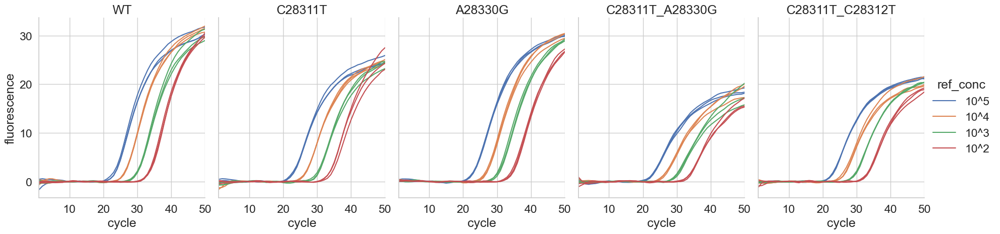 WT
C28311T
A28330G
C28311T_A28330G
C28311T_C28312T
fluorescence
30
20
10
0
10 20 30 40 50
10 20 30 40 50
10 20 30 40 50
10 20 30 40 50
10 20 30 40 50
cycle
cycle
cycle
cycle
cycle
ref_conc
10^5
10^4
10^3
10^2